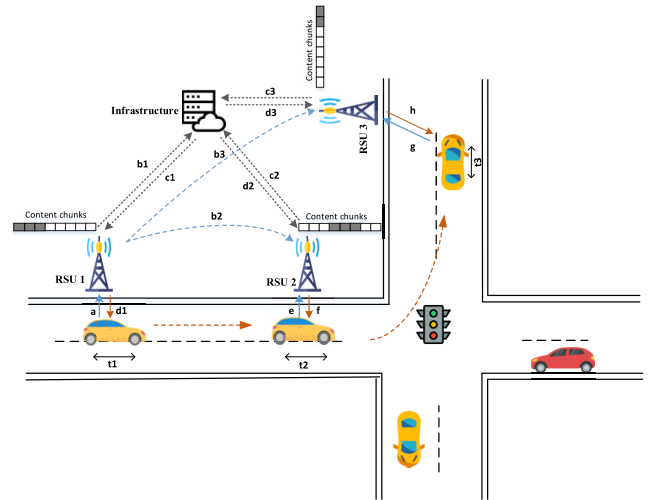 Content chunks
c3
Infrastructure
d3
h
RSU 3
b1
c1
b3
g
t3
d2
c2
b2
Content chunks
Content chunks
RSU 1
RSU 2
a
d1
e
f
t1
t2